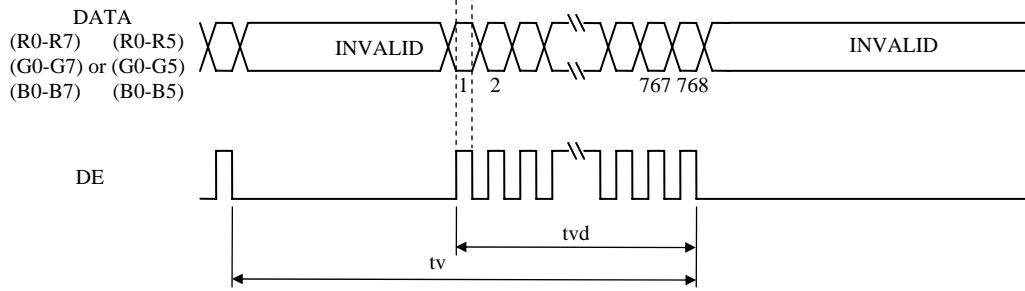 DATA
(R0-R7) (R0-R5)
(G0-G7) or (G0-G5)
(B0-B7) (B0-B5)
INVALID
INVALID
1 2 767 768
DE
tvd
tv